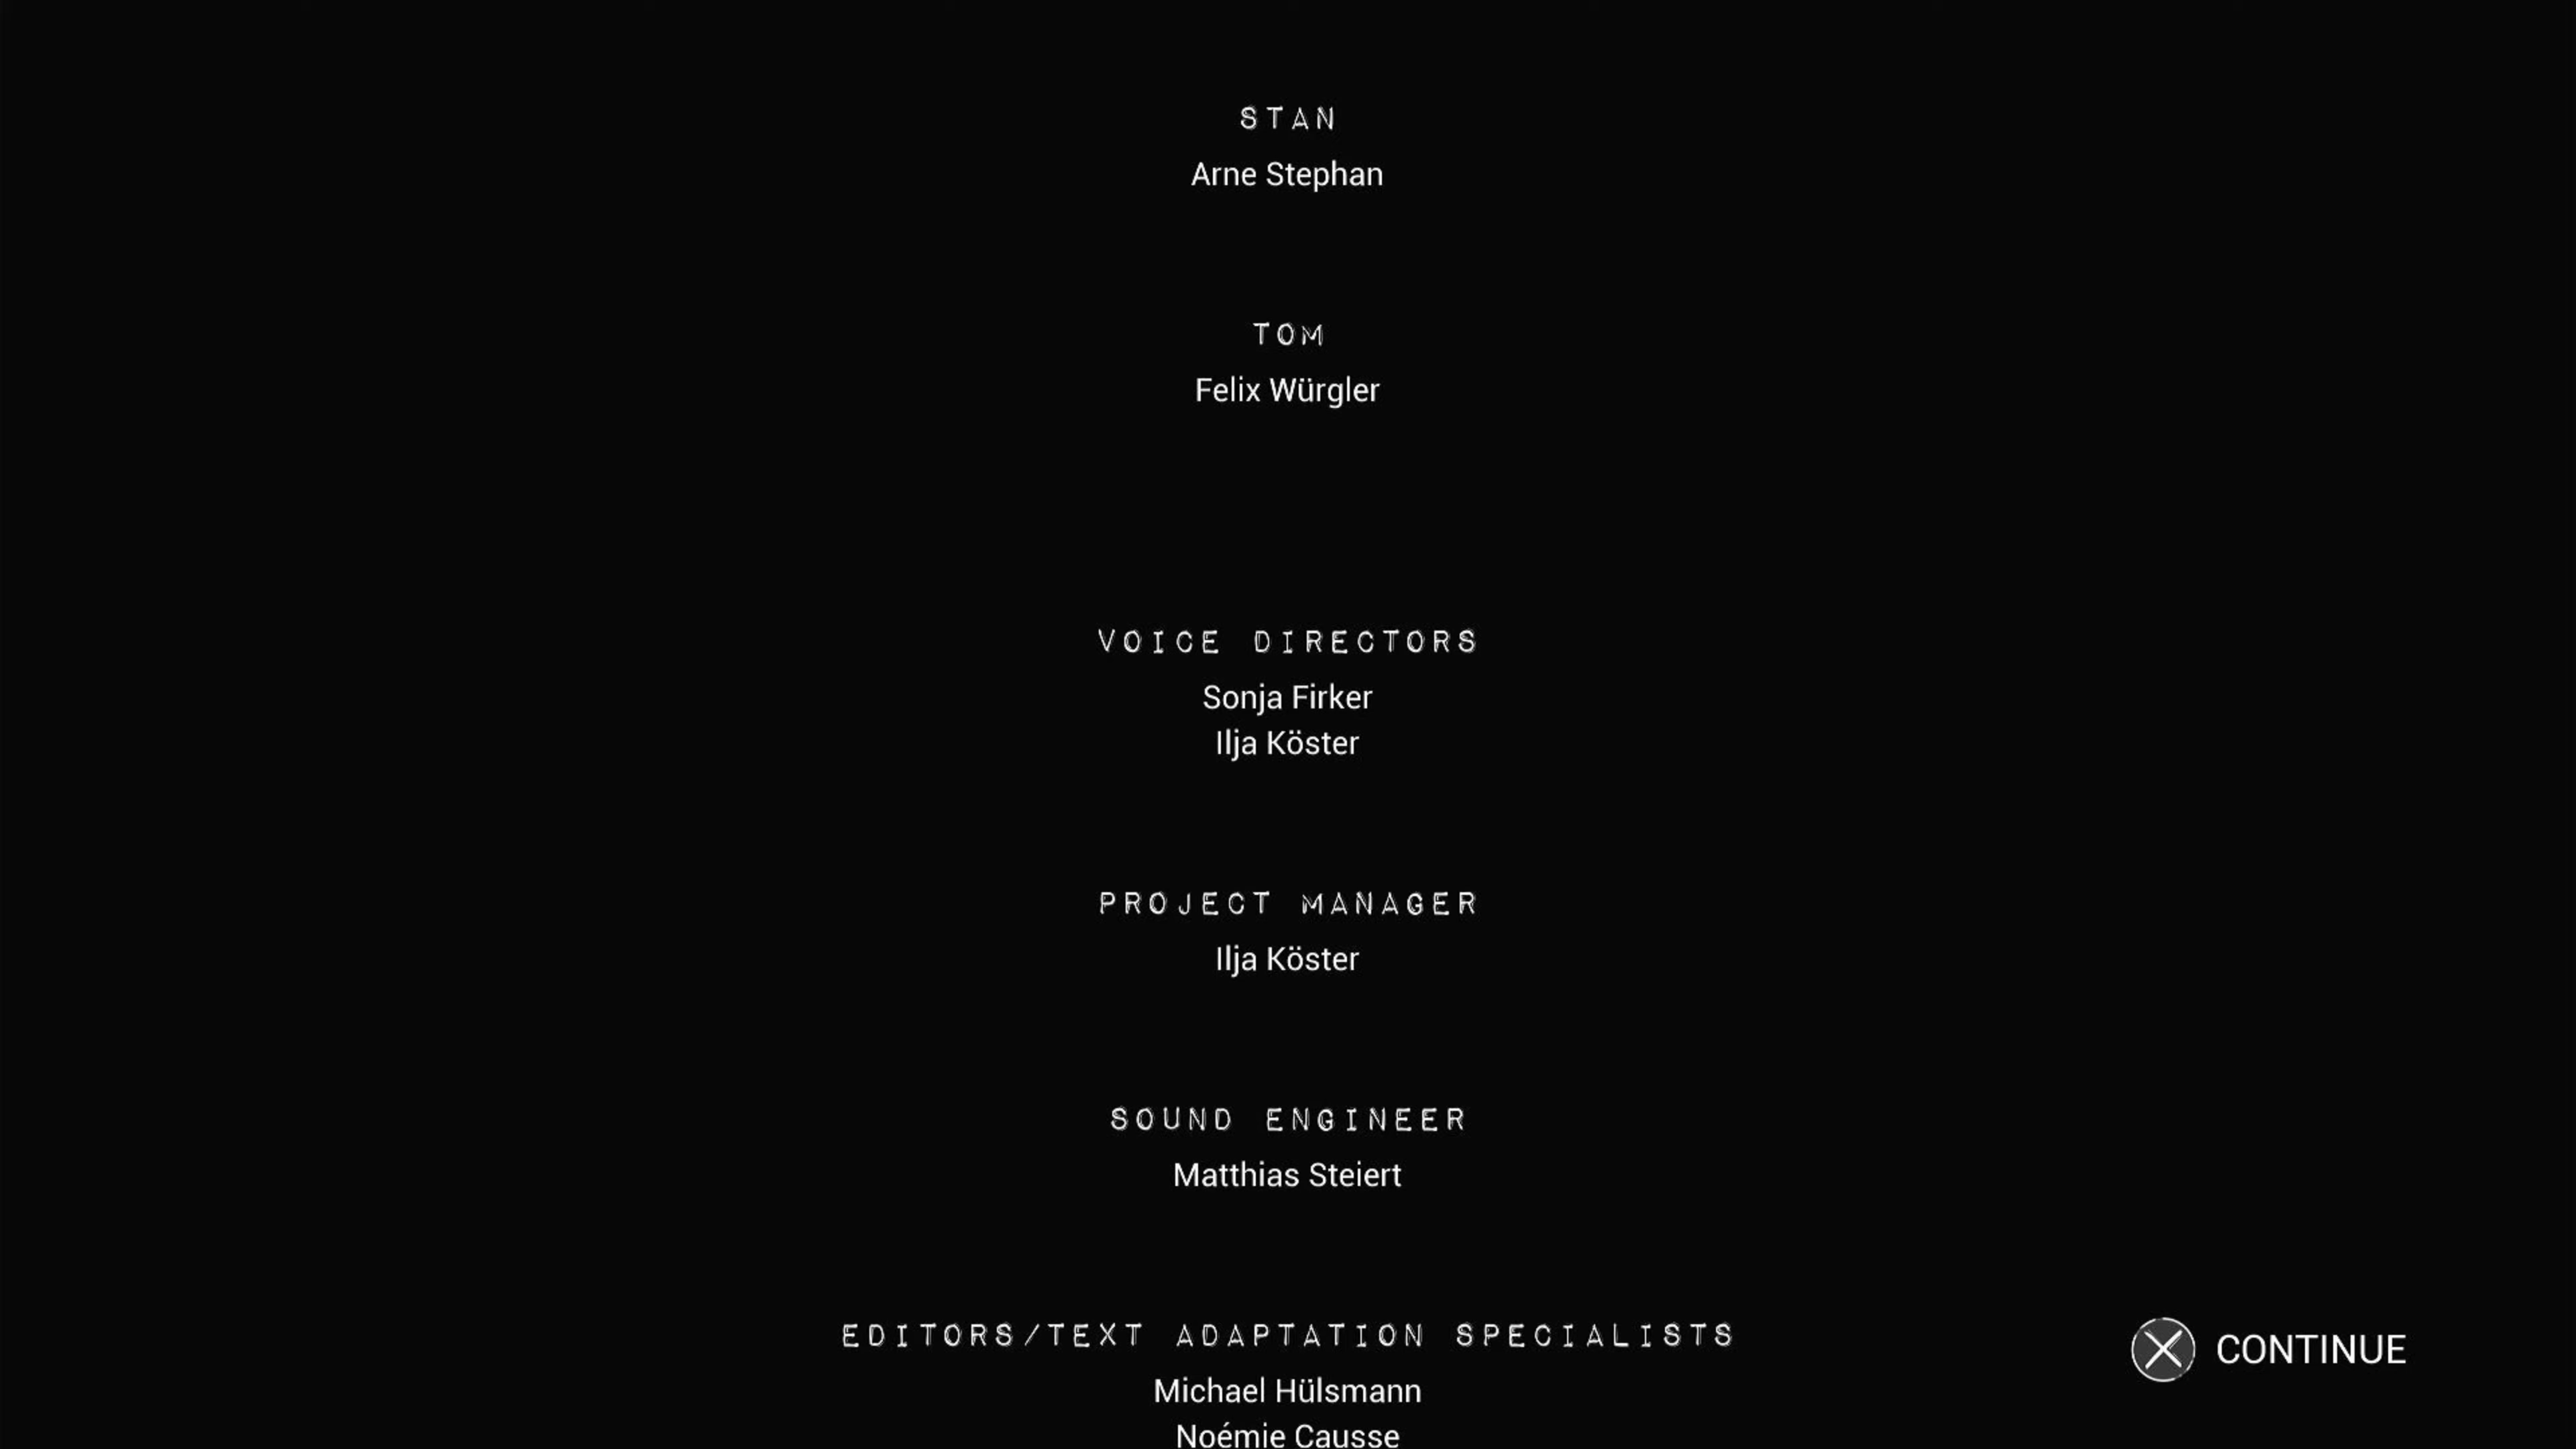 STAN
Arne Stephan
TOM
Felix Würgler
VOICE DIRECTORS
Sonja Firker
Ilja Köster
PROJECT MANAGER
Ilja Köster
SOUND ENGINEER
Matthias Steiert
EDITORS/TEXT ADAPTATION SPECIALISTS
Michael Hülsmann
Noémie Causse
CONTINUE